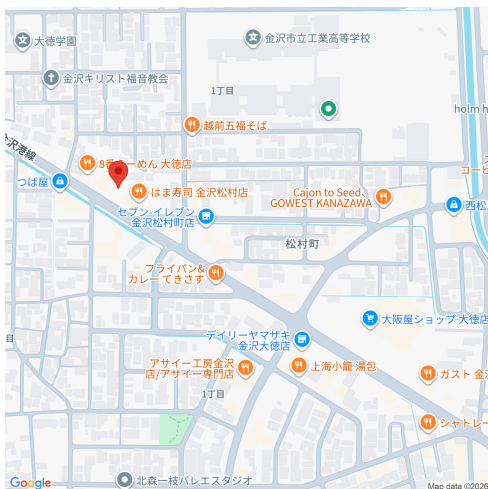 大徳学園
金沢市立工業高等学校
金沢キリスト福音教会
1丁目
holm h
越前五福そば
金沢港線
8番らーめん 大徳店
つば屋
はま寿司 金沢松村店
Cajon to Seed、
GOWEST KANAZAWA
コーヒ
セブン-イレブン
金沢松村町店
西松
松村町
フライパン&
カレー てきさす
大阪屋ショップ 大徳店
目
デイリーヤマザキ
金沢大徳店
アサイー工房金沢
店/アサイー専門店
上海小籠 湯包
ガスト 金
1丁目
シャトレー
北森一枝バレエスタジオ
Google
Map data ©2026